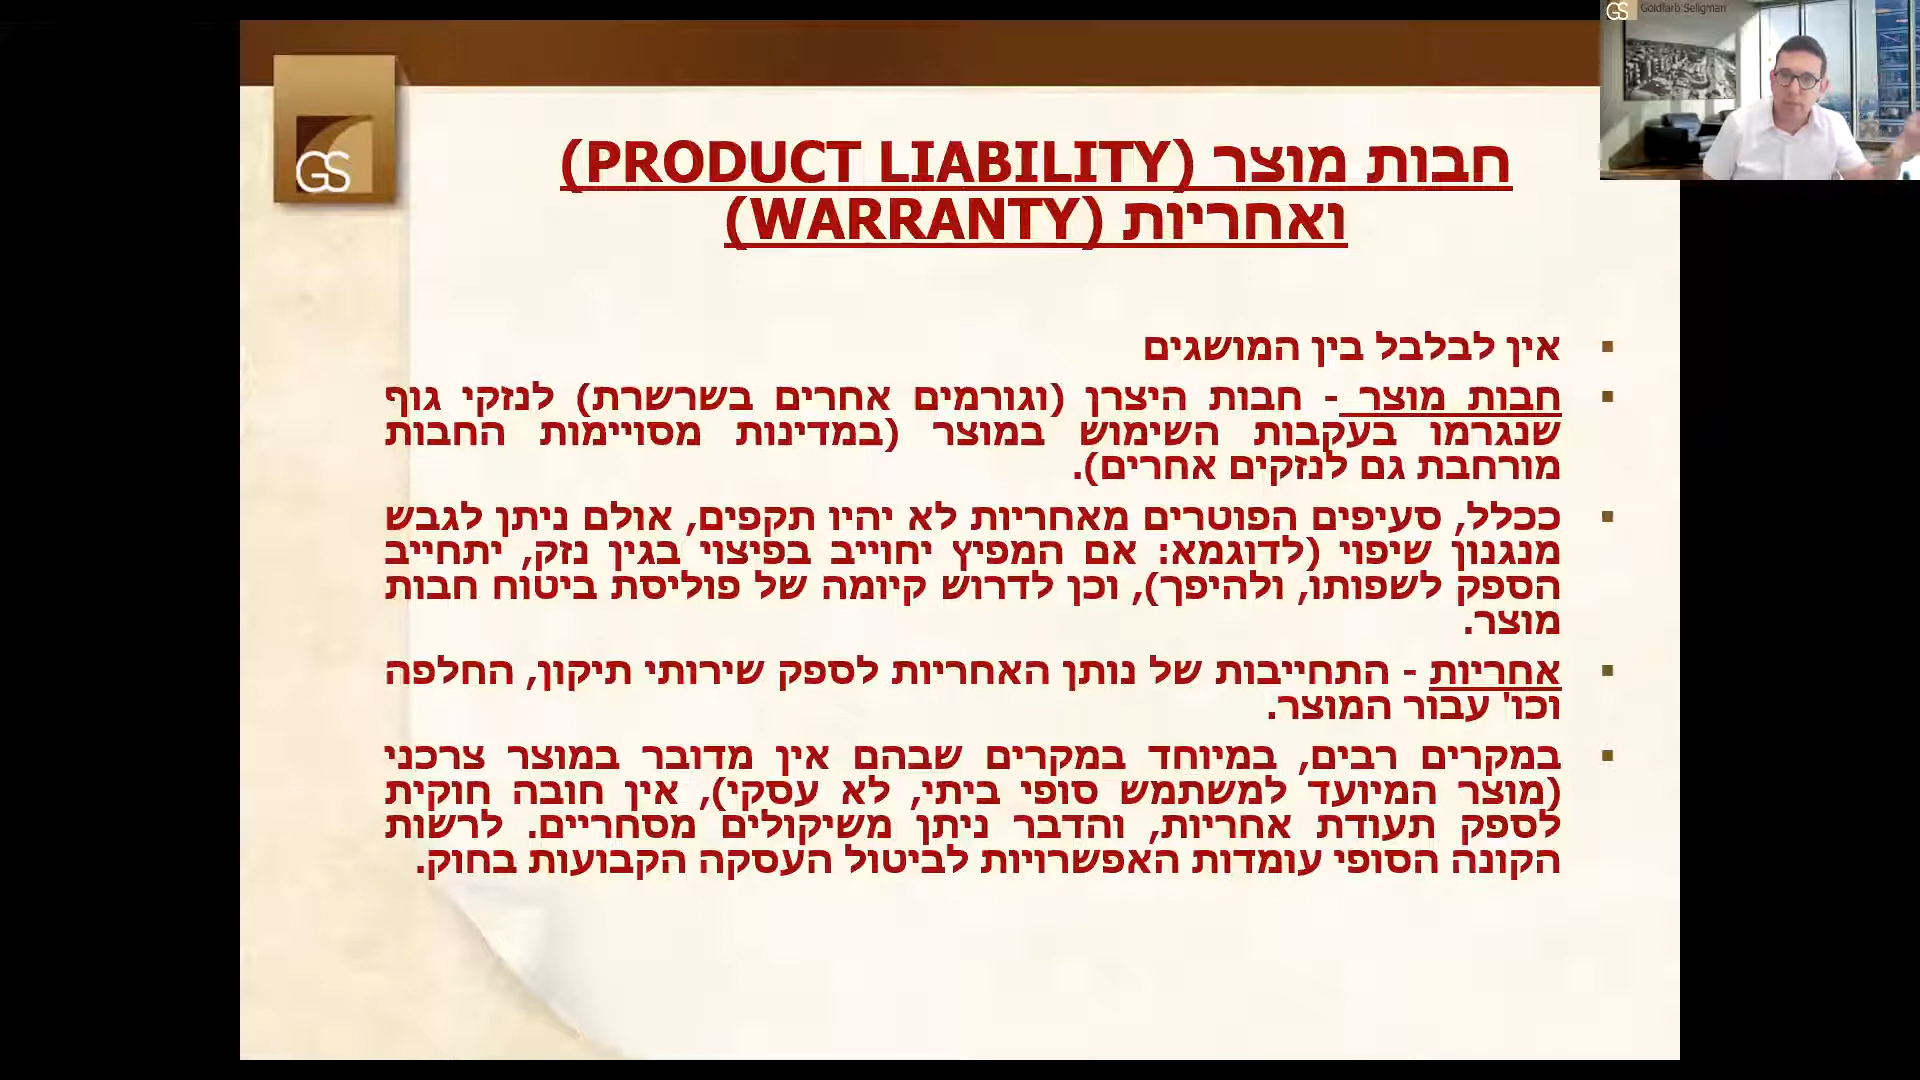 GS Goldfarb Seligman
GS
חבות מוצר (PRODUCT LIABILITY)
ואחריות (WARRANTY)
▪ אין לבלבל בין המושגים
▪ חבות מוצר - חבות היצרן (וגורמים אחרים בשרשרת) לנזקי גוף
שנגרמו בעקבות השימוש במוצר (במדינות מסויימות החבות
מורחבת גם לנזקים אחרים).
▪ ככלל, סעיפים הפוטרים מאחריות לא יהיו תקפים, אולם ניתן לגבש
מנגנון שיפוי (לדוגמא: אם המפיץ יחוייב בפיצוי בגין נזק, יתחייב
הספק לשפותו, ולהיפך), וכן לדרוש קיומה של פוליסת ביטוח חבות
מוצר.
▪ אחריות - התחייבות של נותן האחריות לספק שירותי תיקון, החלפה
וכו' עבור המוצר.
▪ במקרים רבים, במיוחד במקרים שבהם אין מדובר במוצר צרכני
(מוצר המיועד למשתמש סופי ביתי, לא עסקי), אין חובה חוקית
לספק תעודת אחריות, והדבר ניתן משיקולים מסחריים. לרשות
הקונה הסופי עומדות האפשרויות לביטול העסקה הקבועות בחוק.